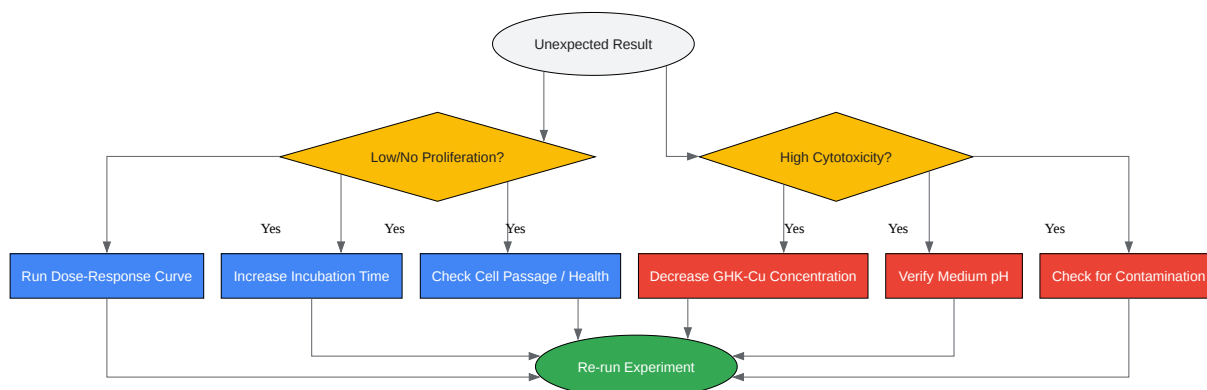 Unexpected Result
Low/No Proliferation?
High Cytotoxicity?
Yes
Yes
Yes
Yes
Yes
Yes
Run Dose-Response Curve
Increase Incubation Time
Check Cell Passage / Health
Decrease GHK-Cu Concentration
Verify Medium pH
Check for Contamination
Re-run Experiment